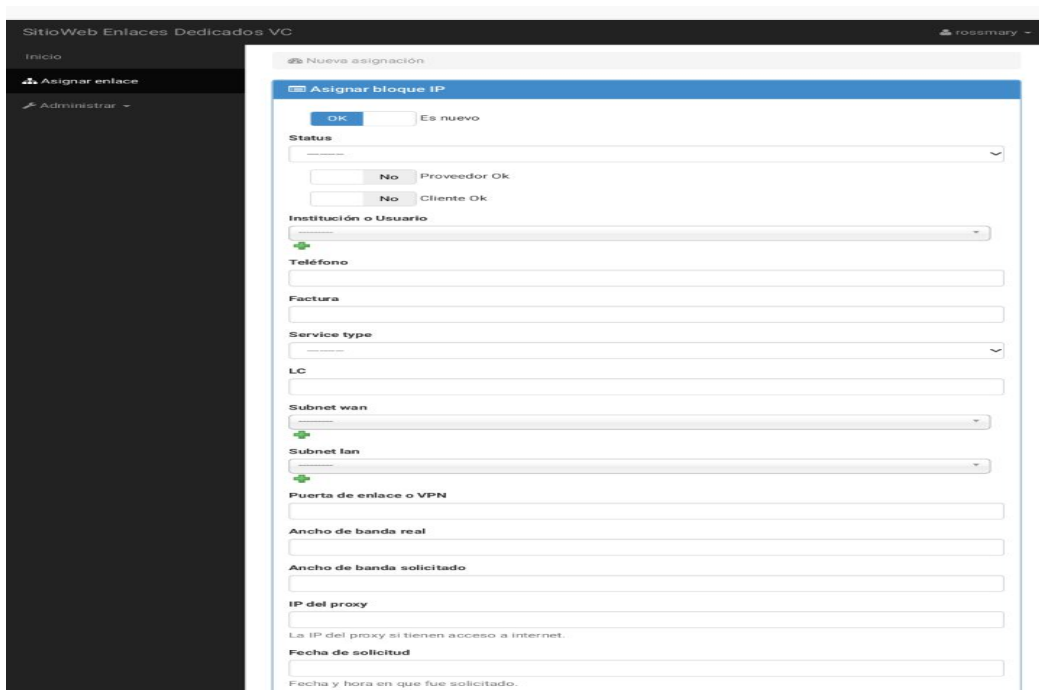 SitioWeb Enlaces Dedicados VC
rossmary
Inicio
Asignar enlace
Administrar
Nueva asignación
Asignar bloque IP
OK Es nuevo
Status
---------
No Proveedor Ok
No Cliente Ok
Institución o Usuario
---------
Teléfono
Factura
Service type
---------
LC
Subnet wan
---------
Subnet lan
---------
Puerta de enlace o VPN
Ancho de banda real
Ancho de banda solicitado
IP del proxy
La IP del proxy si tienen acceso a internet.
Fecha de solicitud
Fecha y hora en que fue solicitado.